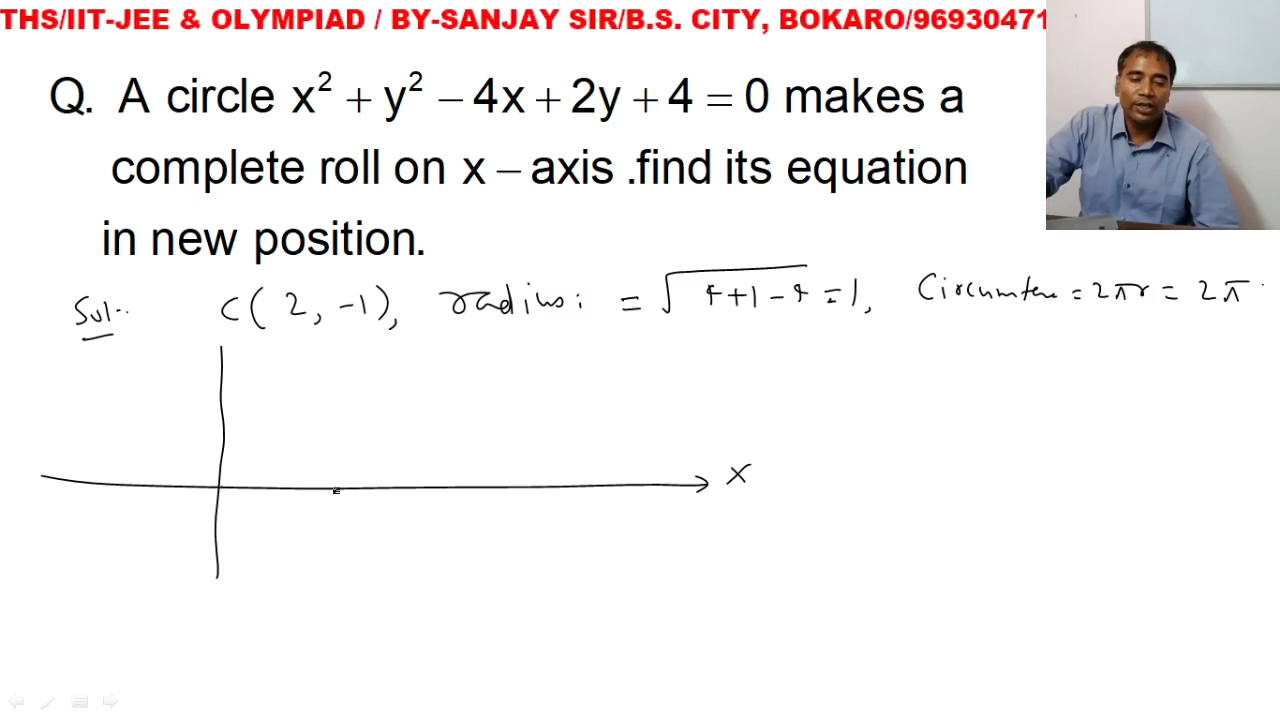 THS/IIT-JEE & OLYMPIAD / BY-SANJAY SIR/B.S. CITY, BOKARO/96930471
Q. A circle x² + y² − 4x + 2y + 4 = 0 makes a
complete roll on x − axis .find its equation
in new position.
Sol:. C(2, -1), radius: = √4+1-4 = 1, Circumfere = 2πr = 2π
X